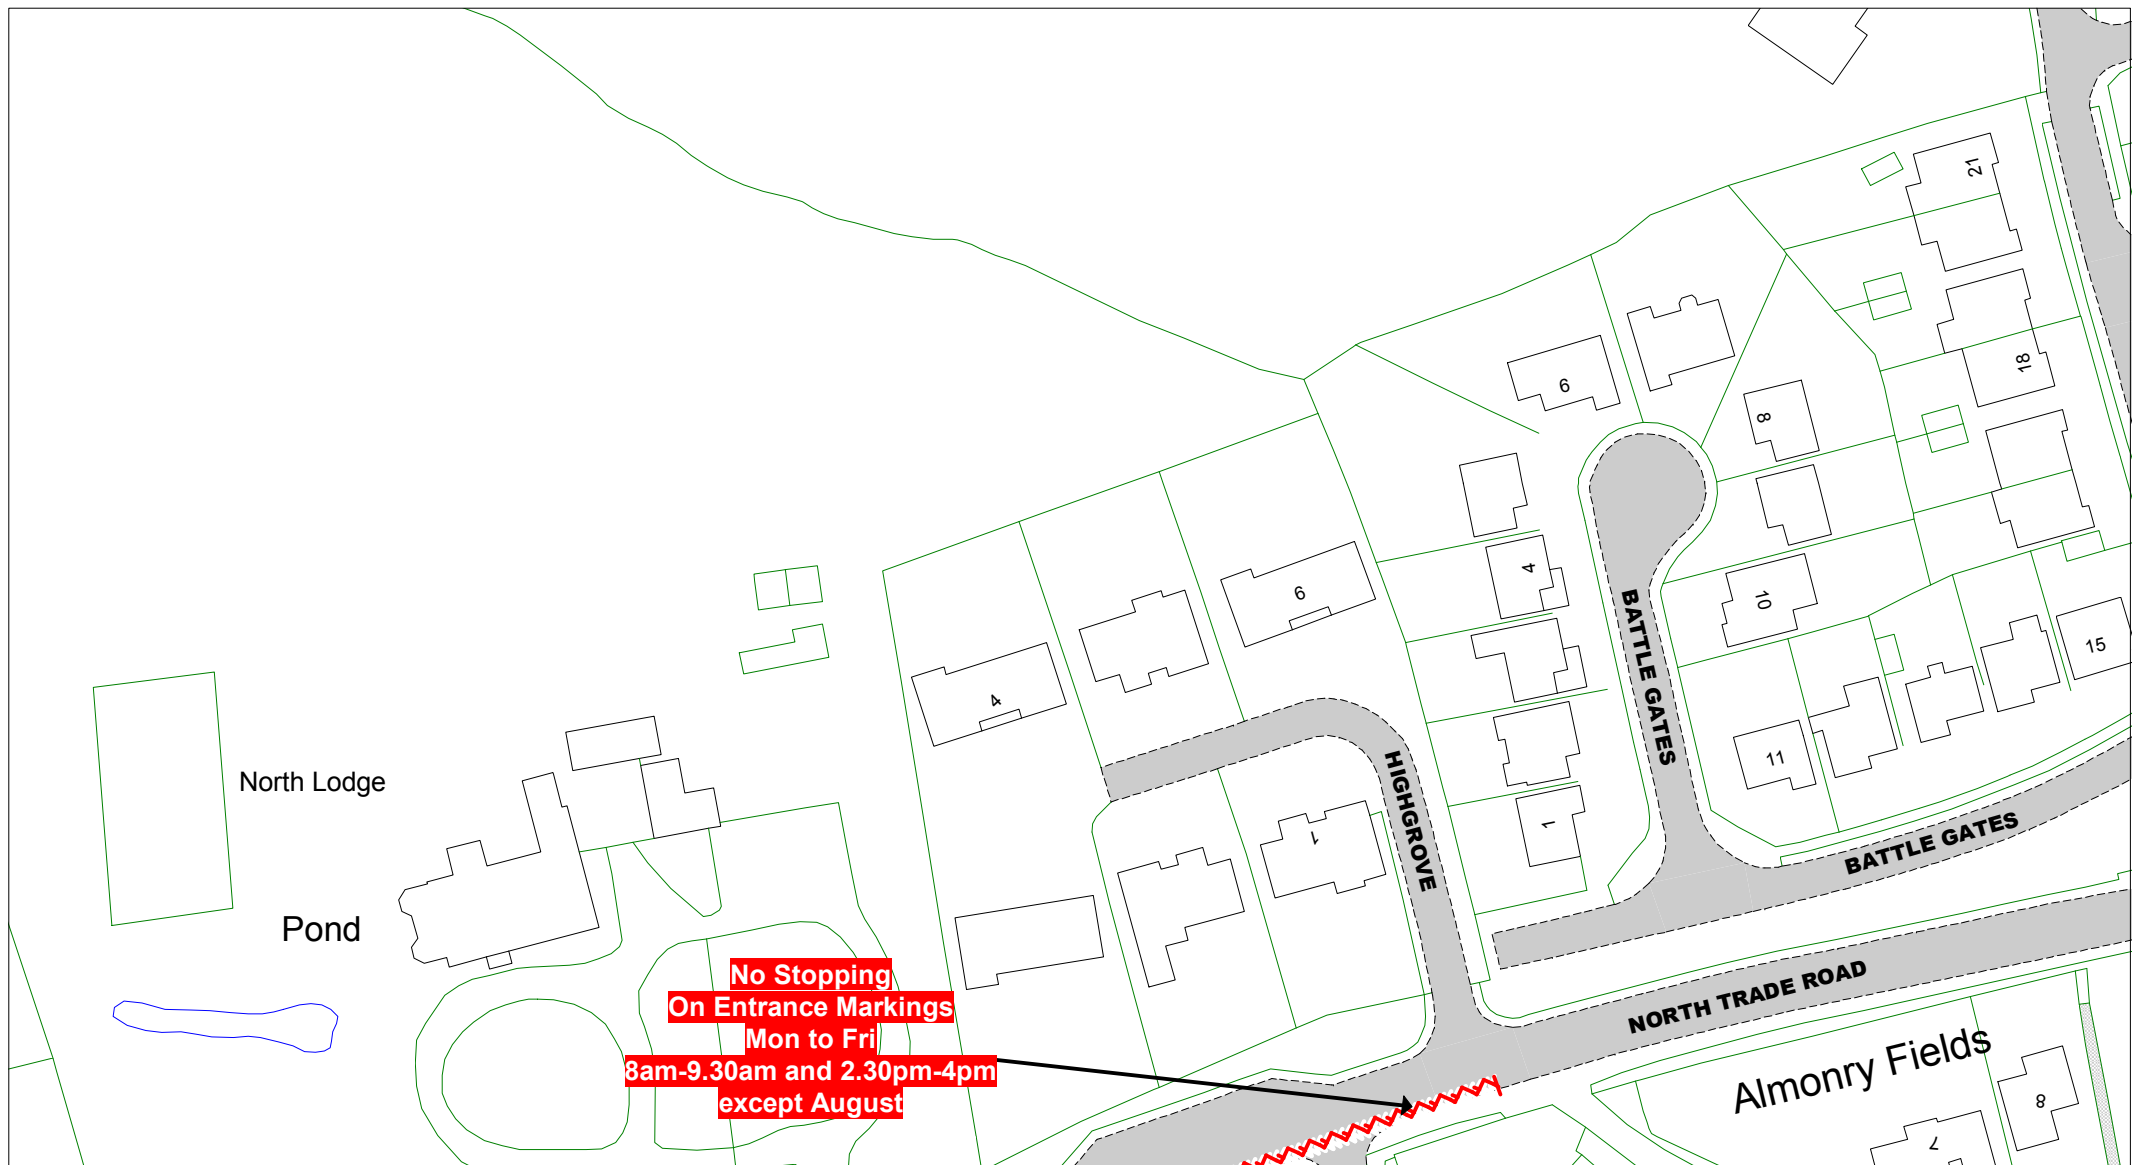 21
18
6
8
4
6
10
4
15
11
1
1
North Lodge
Pond
BATTLE GATES
HIGHGROVE
BATTLE GATES
NORTH TRADE ROAD
No Stopping
On Entrance Markings
Mon to Fri
8am-9.30am and 2.30pm-4pm
except August
Almonry Fields
8
7